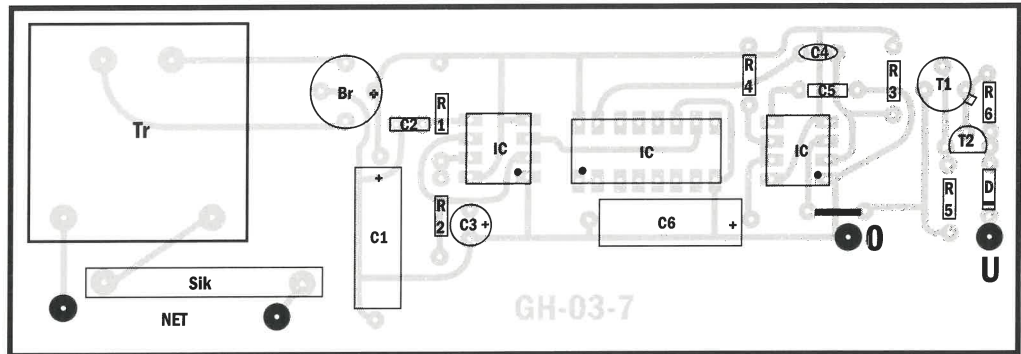 Tr
Br
+
R
1
C2
IC
IC
R
4
C4
C5
IC
R
3
T1
R
6
T2
+
C1
R
2
C3 +
C6 +
R
5
D
0
U
Sik
NET
GH-03-7